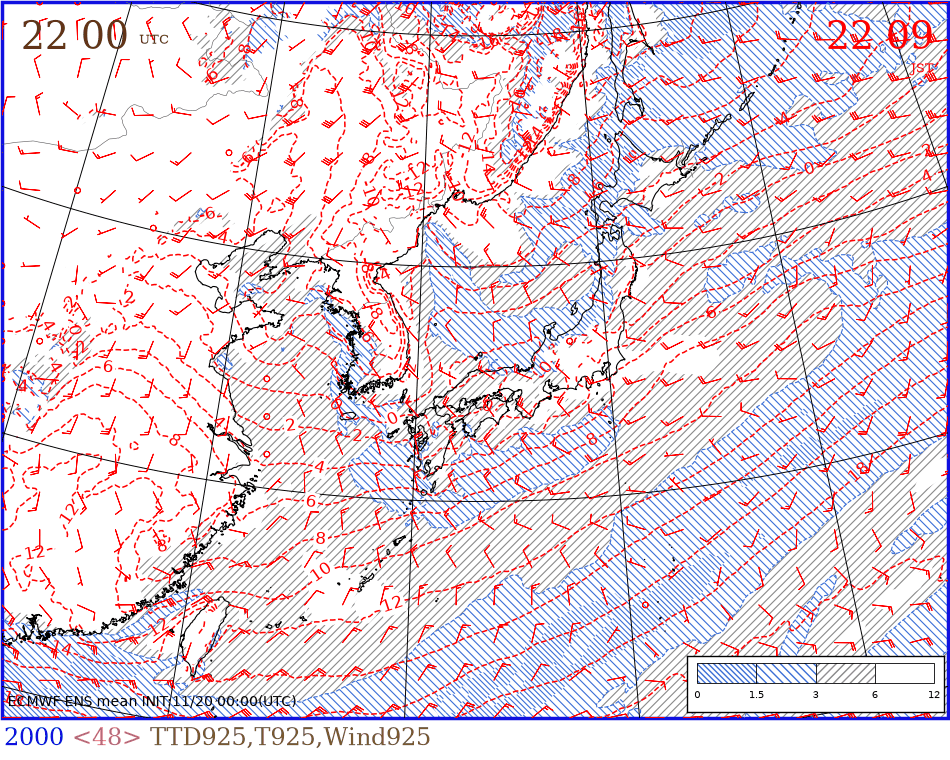 22 00 UTC
22 09
JST
ECMWF ENS mean INIT:11/20 00:00(UTC)
0 1.5 3 6 12
2000 <48> TTD925,T925,Wind925